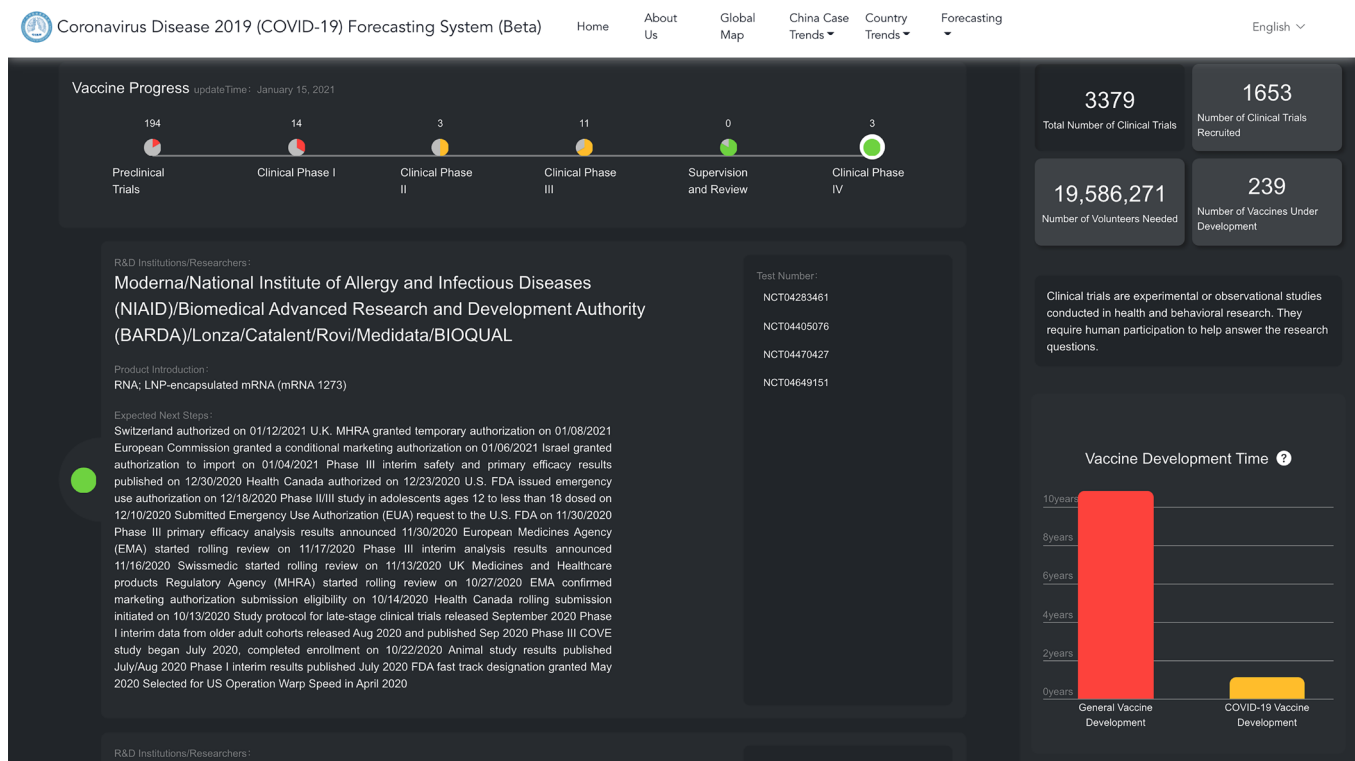 Coronavirus Disease 2019 (COVID-19) Forecasting System (Beta)
Home
About
Us
Global
Map
China Case
Trends
Country
Trends
Forecasting
English
Vaccine Progress updateTime: January 15, 2021
194
14
3
11
0
3
Preclinical
Trials
Clinical Phase I
Clinical Phase
II
Clinical Phase
III
Supervision
and Review
Clinical Phase
IV
R&D Institutions/Researchers:
Moderna/National Institute of Allergy and Infectious Diseases
(NIAID)/Biomedical Advanced Research and Development Authority
(BARDA)/Lonza/Catalent/Rovi/Medidata/BIOQUAL
Product Introduction:
RNA; LNP-encapsulated mRNA (mRNA 1273)
Expected Next Steps:
Switzerland authorized on 01/12/2021 U.K. MHRA granted temporary authorization on 01/08/2021
European Commission granted a conditional marketing authorization on 01/06/2021 Israel granted
authorization to import on 01/04/2021 Phase III interim safety and primary efficacy results
published on 12/30/2020 Health Canada authorized on 12/23/2020 U.S. FDA issued emergency
use authorization on 12/18/2020 Phase II/III study in adolescents ages 12 to less than 18 dosed on
12/10/2020 Submitted Emergency Use Authorization (EUA) request to the U.S. FDA on 11/30/2020
Phase III primary efficacy analysis results announced 11/30/2020 European Medicines Agency
(EMA) started rolling review on 11/17/2020 Phase III interim analysis results announced
11/16/2020 Swissmedic started rolling review on 11/13/2020 UK Medicines and Healthcare
products Regulatory Agency (MHRA) started rolling review on 10/27/2020 EMA confirmed
marketing authorization submission eligibility on 10/14/2020 Health Canada rolling submission
initiated on 10/13/2020 Study protocol for late-stage clinical trials released September 2020 Phase
I interim data from older adult cohorts released Aug 2020 and published Sep 2020 Phase III COVE
study began July 2020, completed enrollment on 10/22/2020 Animal study results published
July/Aug 2020 Phase I interim results published July 2020 FDA fast track designation granted May
2020 Selected for US Operation Warp Speed in April 2020
Test Number:
NCT04283461
NCT04405076
NCT04470427
NCT04649151
R&D Institutions/Researchers:
3379
Total Number of Clinical Trials
1653
Number of Clinical Trials
Recruited
19,586,271
Number of Volunteers Needed
239
Number of Vaccines Under
Development
Clinical trials are experimental or observational studies
conducted in health and behavioral research. They
require human participation to help answer the research
questions.
Vaccine Development Time ?
10years
8years
6years
4years
2years
0years
General Vaccine
Development
COVID-19 Vaccine
Development